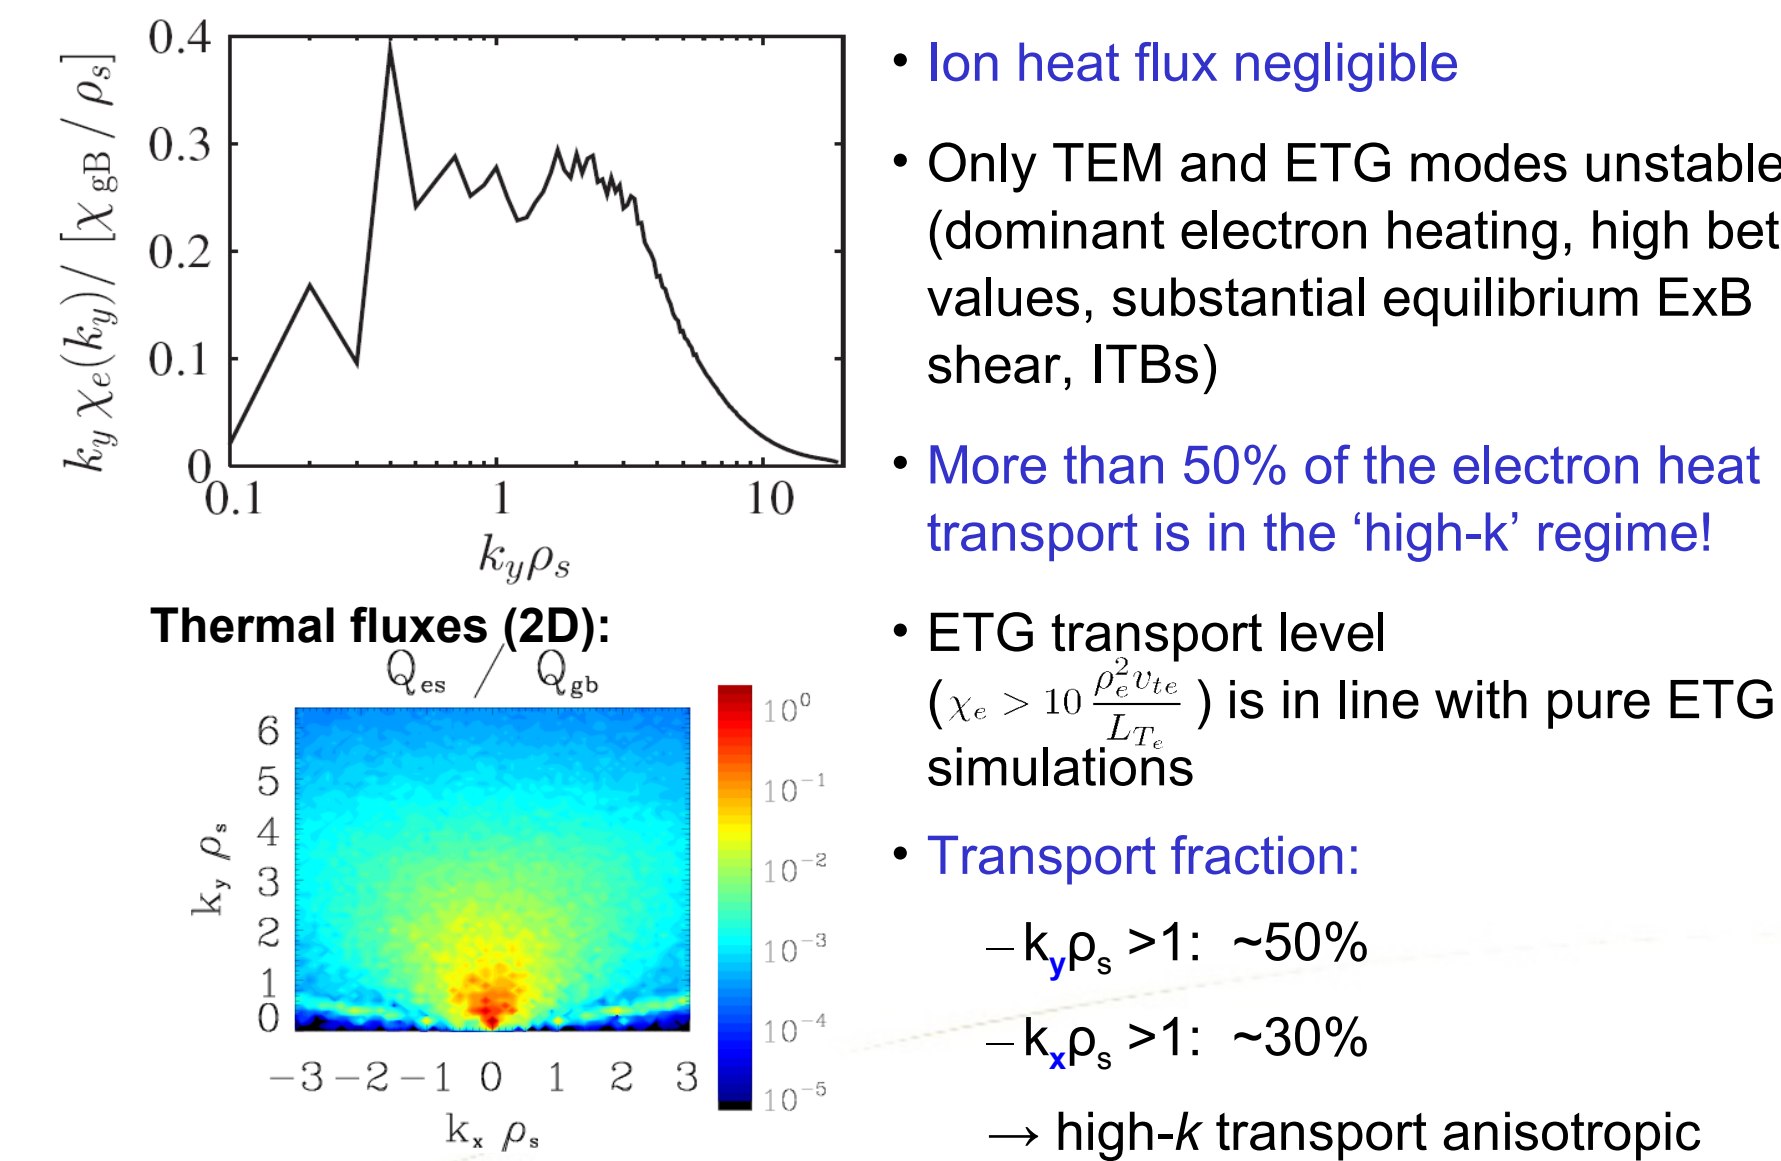 0.4
0.3
0.2
0.1
0
0.1
1
10
k_y χ_e(k_y)/ [χ_gB / ρ_s]
k_yρ_s
Thermal fluxes (2D):
Q_es / Q_gb
6
5
4
3
2
1
0
k_y ρ_s
−3 −2 −1 0 1 2 3
k_x ρ_s
10^0
10^−1
10^−2
10^−3
10^−4
10^−5
• Ion heat flux negligible
• Only TEM and ETG modes unstable
(dominant electron heating, high bet
values, substantial equilibrium ExB
shear, ITBs)
• More than 50% of the electron heat
transport is in the ‘high-k’ regime!
• ETG transport level
(χ_e > 10 ρ_e^2 v_te / L_{T_e}) is in line with pure ETG
simulations
• Transport fraction:
– k_yρ_s >1: ~50%
– k_xρ_s >1: ~30%
→ high-k transport anisotropic